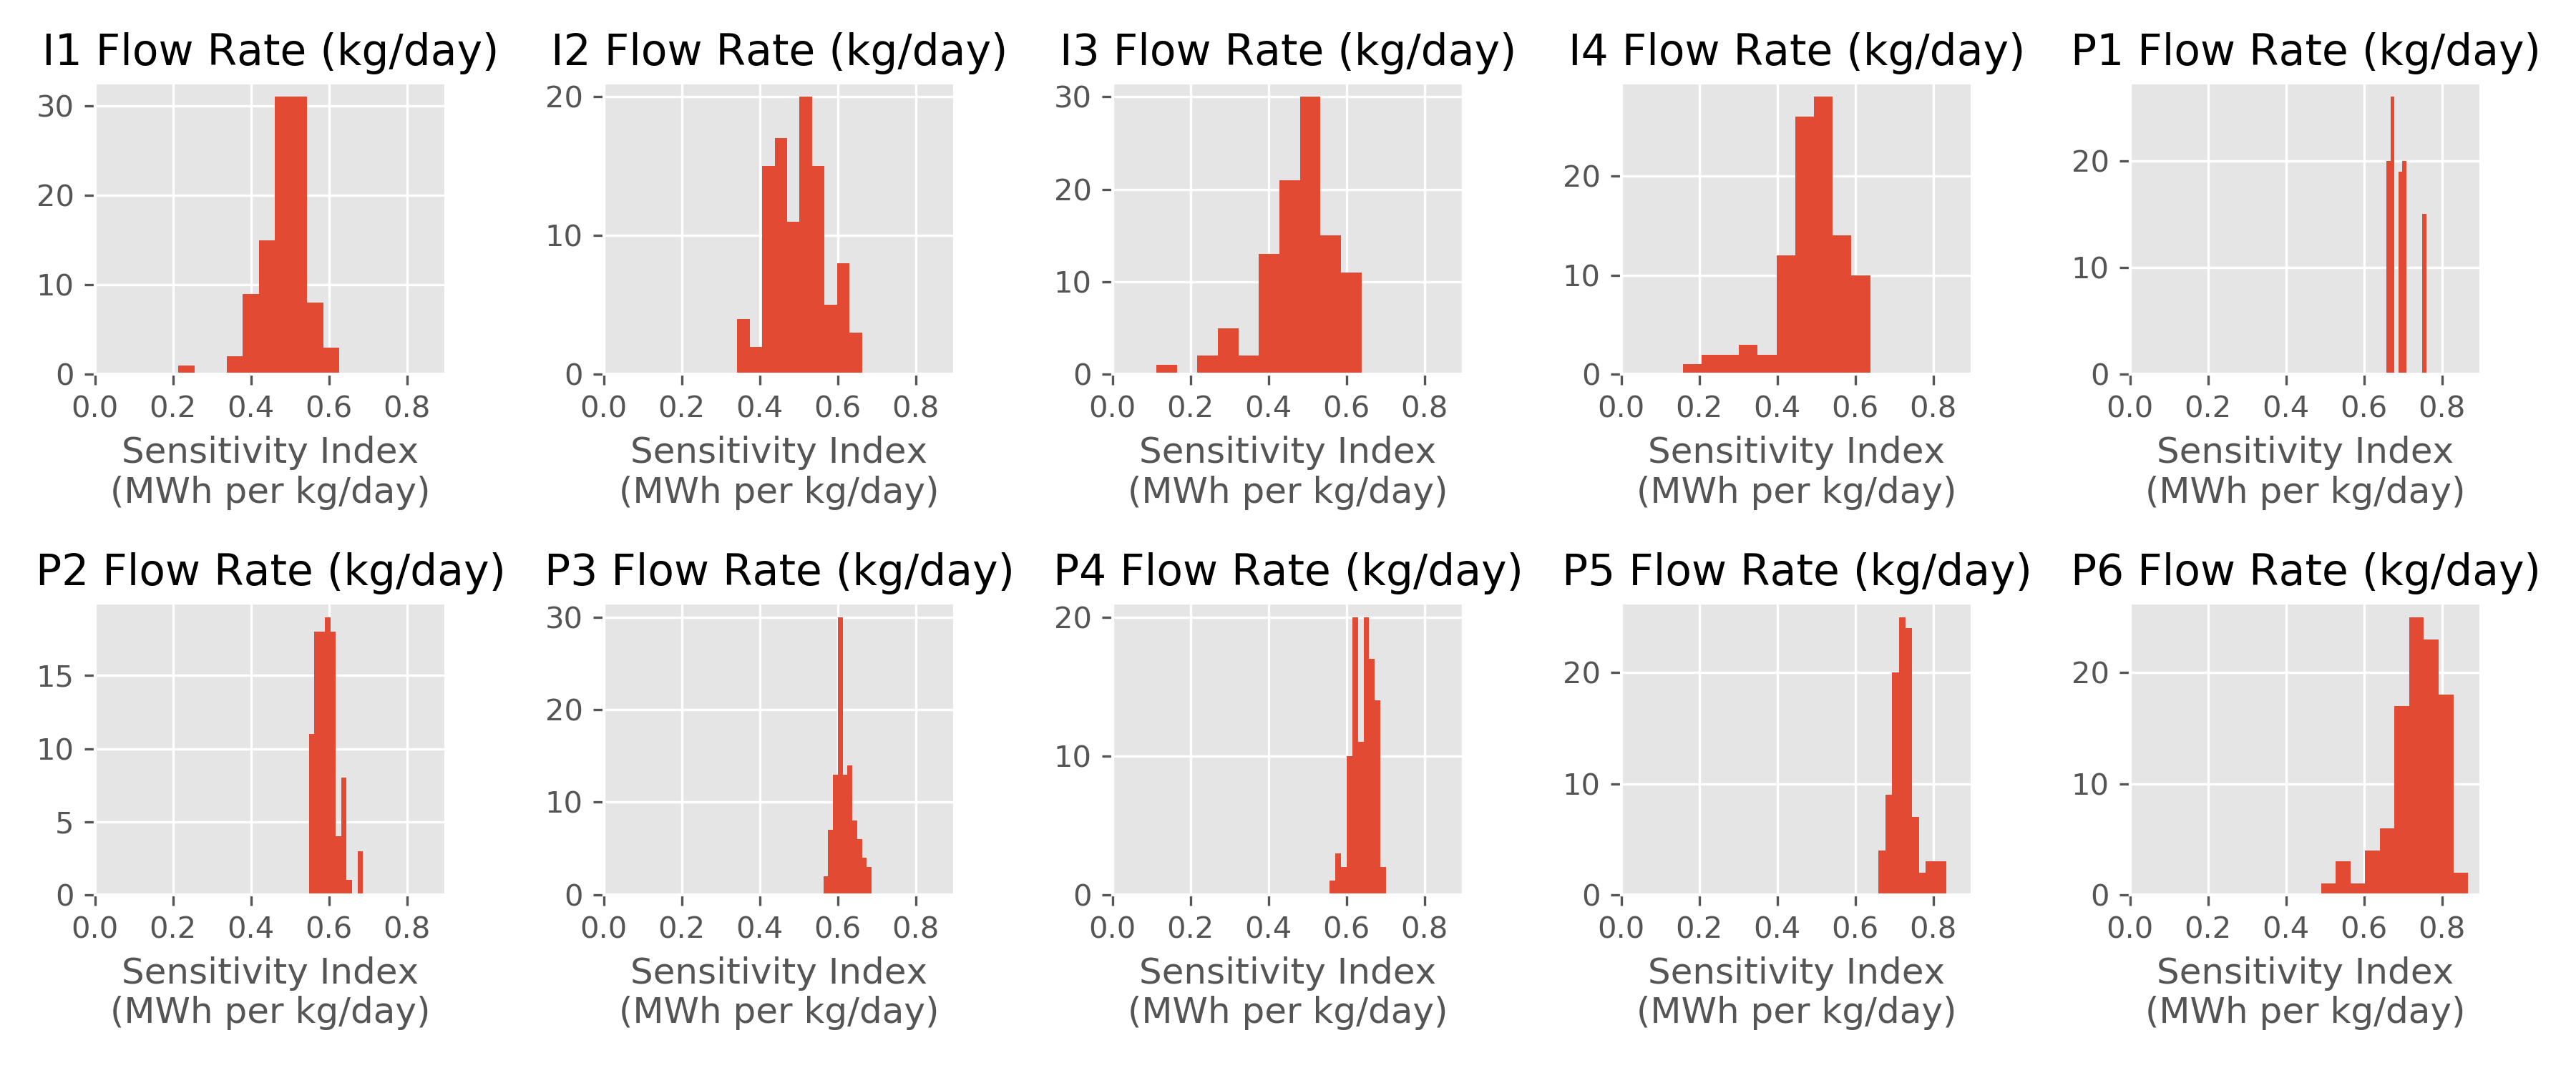 I1 Flow Rate (kg/day)
30
20
10
0
0.0 0.2 0.4 0.6 0.8
Sensitivity Index
(MWh per kg/day)
I2 Flow Rate (kg/day)
20
10
0
0.0 0.2 0.4 0.6 0.8
Sensitivity Index
(MWh per kg/day)
I3 Flow Rate (kg/day)
30
20
10
0
0.0 0.2 0.4 0.6 0.8
Sensitivity Index
(MWh per kg/day)
I4 Flow Rate (kg/day)
20
10
0
0.0 0.2 0.4 0.6 0.8
Sensitivity Index
(MWh per kg/day)
P1 Flow Rate (kg/day)
20
10
0
0.0 0.2 0.4 0.6 0.8
Sensitivity Index
(MWh per kg/day)
P2 Flow Rate (kg/day)
15
10
5
0
0.0 0.2 0.4 0.6 0.8
Sensitivity Index
(MWh per kg/day)
P3 Flow Rate (kg/day)
30
20
10
0
0.0 0.2 0.4 0.6 0.8
Sensitivity Index
(MWh per kg/day)
P4 Flow Rate (kg/day)
20
10
0
0.0 0.2 0.4 0.6 0.8
Sensitivity Index
(MWh per kg/day)
P5 Flow Rate (kg/day)
20
10
0
0.0 0.2 0.4 0.6 0.8
Sensitivity Index
(MWh per kg/day)
P6 Flow Rate (kg/day)
20
10
0
0.0 0.2 0.4 0.6 0.8
Sensitivity Index
(MWh per kg/day)